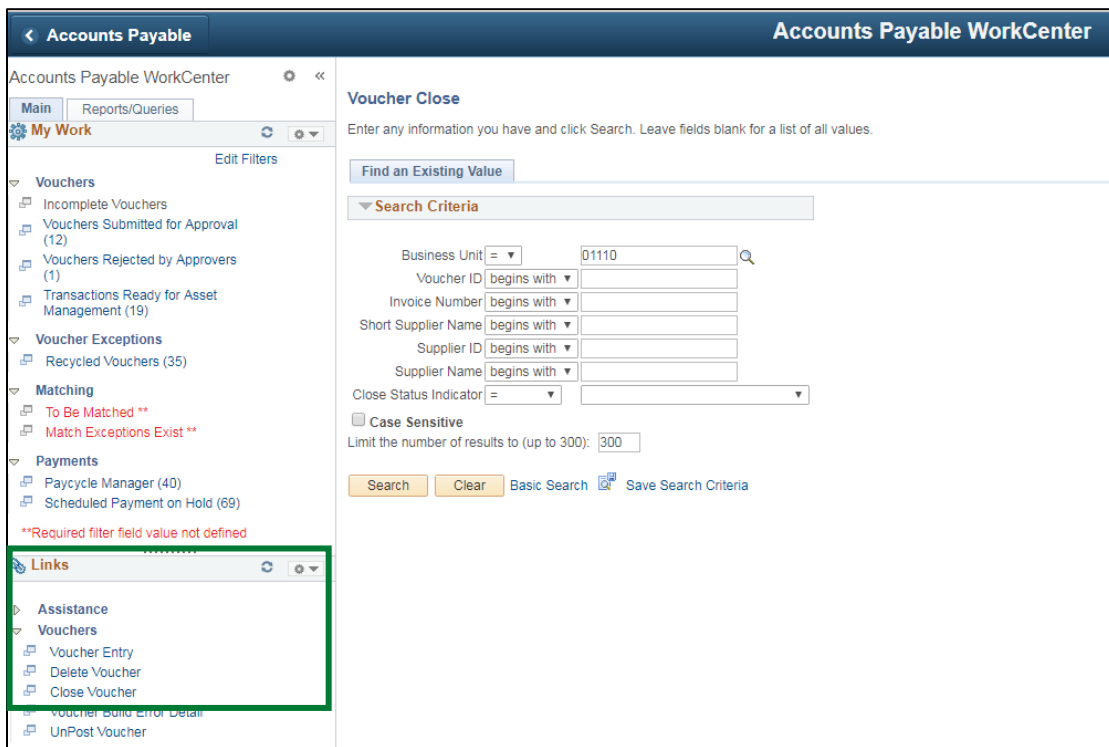 Accounts Payable
Accounts Payable WorkCenter
Accounts Payable WorkCenter
Main
Reports/Queries
My Work
Edit Filters
Vouchers
Incomplete Vouchers
Vouchers Submitted for Approval
(12)
Vouchers Rejected by Approvers
(1)
Transactions Ready for Asset
Management (19)
Voucher Exceptions
Recycled Vouchers (35)
Matching
To Be Matched **
Match Exceptions Exist **
Payments
Paycycle Manager (40)
Scheduled Payment on Hold (69)
**Required filter field value not defined
Links
Assistance
Vouchers
Voucher Entry
Delete Voucher
Close Voucher
Voucher Build Error Detail
UnPost Voucher
Voucher Close
Enter any information you have and click Search. Leave fields blank for a list of all values.
Find an Existing Value
Search Criteria
Business Unit = 01110
Voucher ID begins with
Invoice Number begins with
Short Supplier Name begins with
Supplier ID begins with
Supplier Name begins with
Close Status Indicator =
Case Sensitive
Limit the number of results to (up to 300): 300
Search Clear Basic Search Save Search Criteria